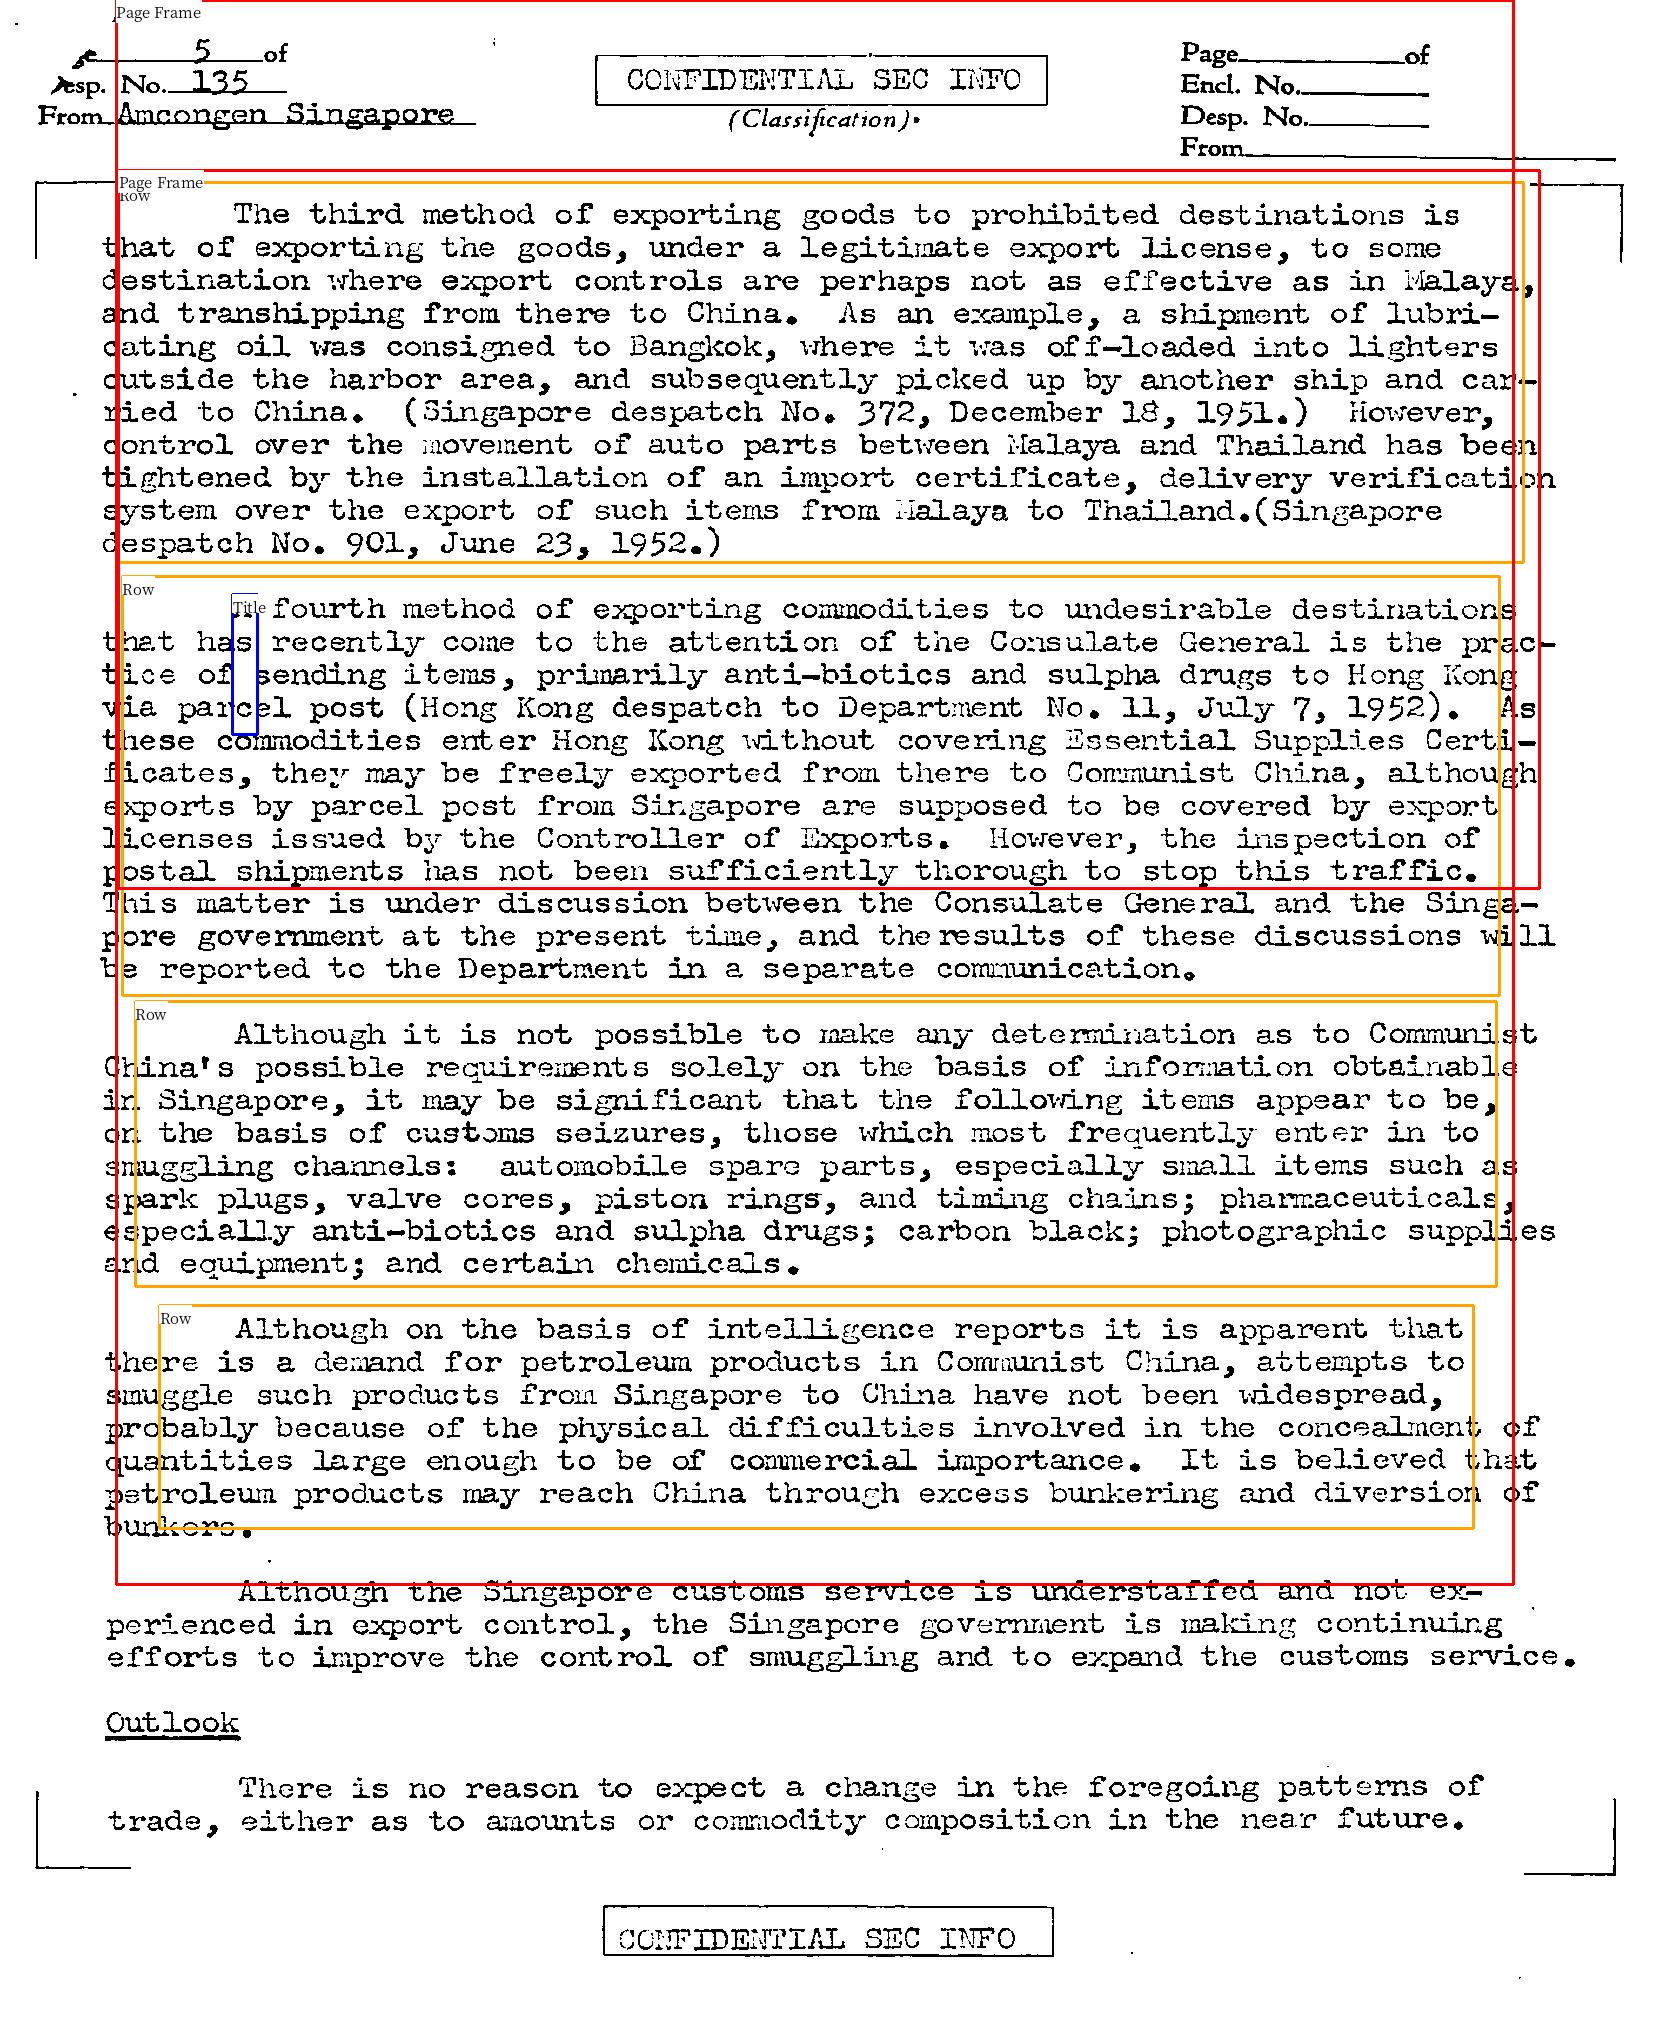 Page Frame
5 of
Desp. No. 135
From Amcongen Singapore
CONFIDENTIAL SEC INFO
(Classification).
Page of
Encl. No.
Desp. No.
From
Page Frame
Row
The third method of exporting goods to prohibited destinations is
that of exporting the goods, under a legitimate export license, to some
destination where export controls are perhaps not as effective as in Malaya,
and transhipping from there to China. As an example, a shipment of lubri-
cating oil was consigned to Bangkok, where it was off-loaded into lighters
outside the harbor area, and subsequently picked up by another ship and car-
ried to China. (Singapore despatch No. 372, December 18, 1951.) However,
control over the movement of auto parts between Malaya and Thailand has been
tightened by the installation of an import certificate, delivery verification
system over the export of such items from Malaya to Thailand.(Singapore
despatch No. 901, June 23, 1952.)
Row
Title fourth method of exporting commodities to undesirable destinations
that has recently come to the attention of the Consulate General is the prac-
tice of sending items, primarily anti-biotics and sulpha drugs to Hong Kong
via parcel post (Hong Kong despatch to Department No. 11, July 7, 1952). As
these commodities enter Hong Kong without covering Essential Supplies Certi-
ficates, they may be freely exported from there to Communist China, although
exports by parcel post from Singapore are supposed to be covered by export
licenses issued by the Controller of Exports. However, the inspection of
postal shipments has not been sufficiently thorough to stop this traffic.
This matter is under discussion between the Consulate General and the Singa-
pore government at the present time, and the results of these discussions will
be reported to the Department in a separate communication.
Row
Although it is not possible to make any determination as to Communist
China's possible requirements solely on the basis of information obtainable
in Singapore, it may be significant that the following items appear to be,
on the basis of customs seizures, those which most frequently enter in to
smuggling channels: automobile spare parts, especially small items such as
spark plugs, valve cores, piston rings, and timing chains; pharmaceuticals,
especially anti-biotics and sulpha drugs; carbon black; photographic supplies
and equipment; and certain chemicals.
Row
Although on the basis of intelligence reports it is apparent that
there is a demand for petroleum products in Communist China, attempts to
smuggle such products from Singapore to China have not been widespread,
probably because of the physical difficulties involved in the concealment of
quantities large enough to be of commercial importance. It is believed that
petroleum products may reach China through excess bunkering and diversion of
bunkers.
Although the Singapore customs service is understaffed and not ex-
perienced in export control, the Singapore government is making continuing
efforts to improve the control of smuggling and to expand the customs service.
Outlook
There is no reason to expect a change in the foregoing patterns of
trade, either as to amounts or commodity composition in the near future.
CONFIDENTIAL SEC INFO